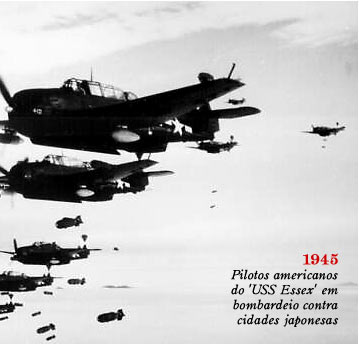 1945
Pilotos americanos
do 'USS Essex' em
bombardeio contra
cidades japonesas